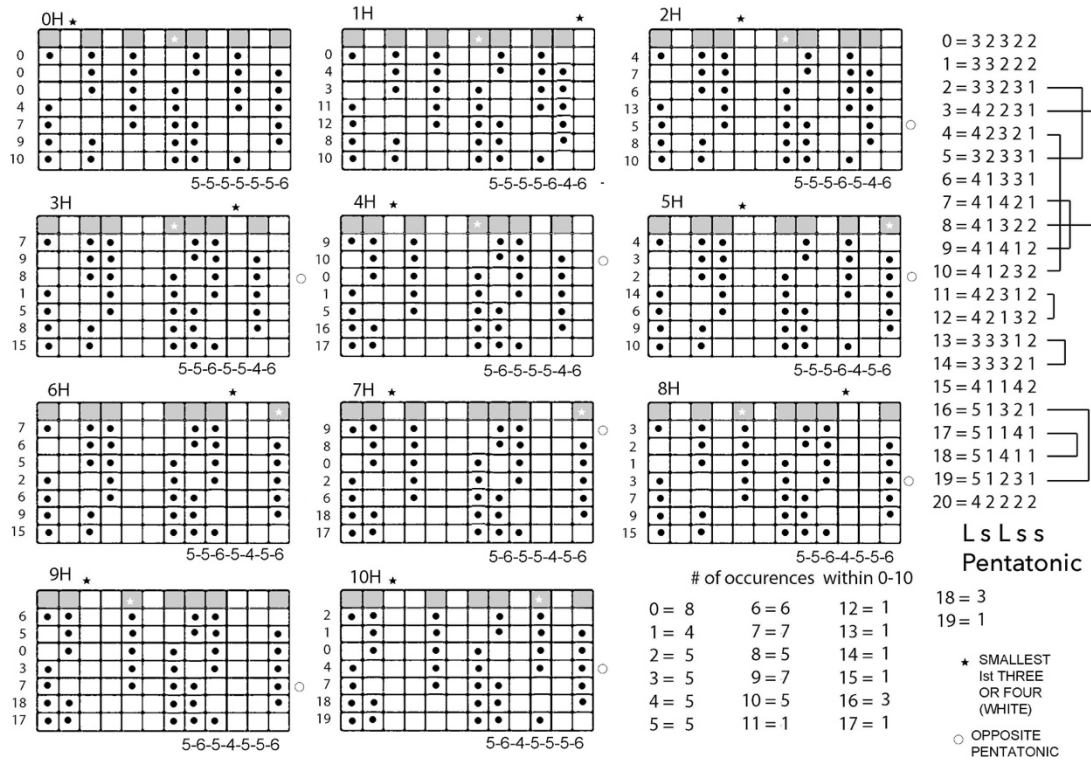 0H ★
0
0
0
4
7
9
10
5-5-5-5-5-5-6
1H ★
0
4
3
11
12
8
10
5-5-5-5-6-4-6
2H ★
4
7
6
13
5
8
10
5-5-5-6-5-4-6
3H ★
7
9
8
1
5
8
15
5-5-6-5-5-4-6
4H ★
9
10
0
1
5
16
17
5-6-5-5-5-4-6
5H ★
4
3
2
14
6
9
10
5-5-5-6-4-5-6
6H ★
7
6
5
2
6
9
15
5-5-6-5-4-5-6
7H ★
9
8
0
2
6
18
17
5-6-5-5-4-5-6
8H ★
3
2
1
3
7
9
15
5-5-6-4-5-5-6
9H ★
6
5
0
3
7
18
17
5-6-5-4-5-5-6
10H ★
2
1
0
4
7
18
19
5-6-4-5-5-5-6
# of occurences within 0-10
0 = 8 6 = 6 12 = 1
1 = 4 7 = 7 13 = 1
2 = 5 8 = 5 14 = 1
3 = 5 9 = 7 15 = 1
4 = 5 10 = 5 16 = 3
5 = 5 11 = 1 17 = 1
0 = 3 2 3 2 2
1 = 3 3 2 2 2
2 = 3 3 2 3 1
3 = 4 2 2 3 1
4 = 4 2 3 2 1
5 = 3 2 3 3 1
6 = 4 1 3 3 1
7 = 4 1 4 2 1
8 = 4 1 3 2 2
9 = 4 1 4 1 2
10 = 4 1 2 3 2
11 = 4 2 3 1 2
12 = 4 2 1 3 2
13 = 3 3 3 1 2
14 = 3 3 3 2 1
15 = 4 1 1 4 2
16 = 5 1 3 2 1
17 = 5 1 1 4 1
18 = 5 1 4 1 1
19 = 5 1 2 3 1
20 = 4 2 2 2 2
L s L s s
Pentatonic
18 = 3
19 = 1
★ SMALLEST
Ist THREE
OR FOUR
(WHITE)
○ OPPOSITE
PENTATONIC